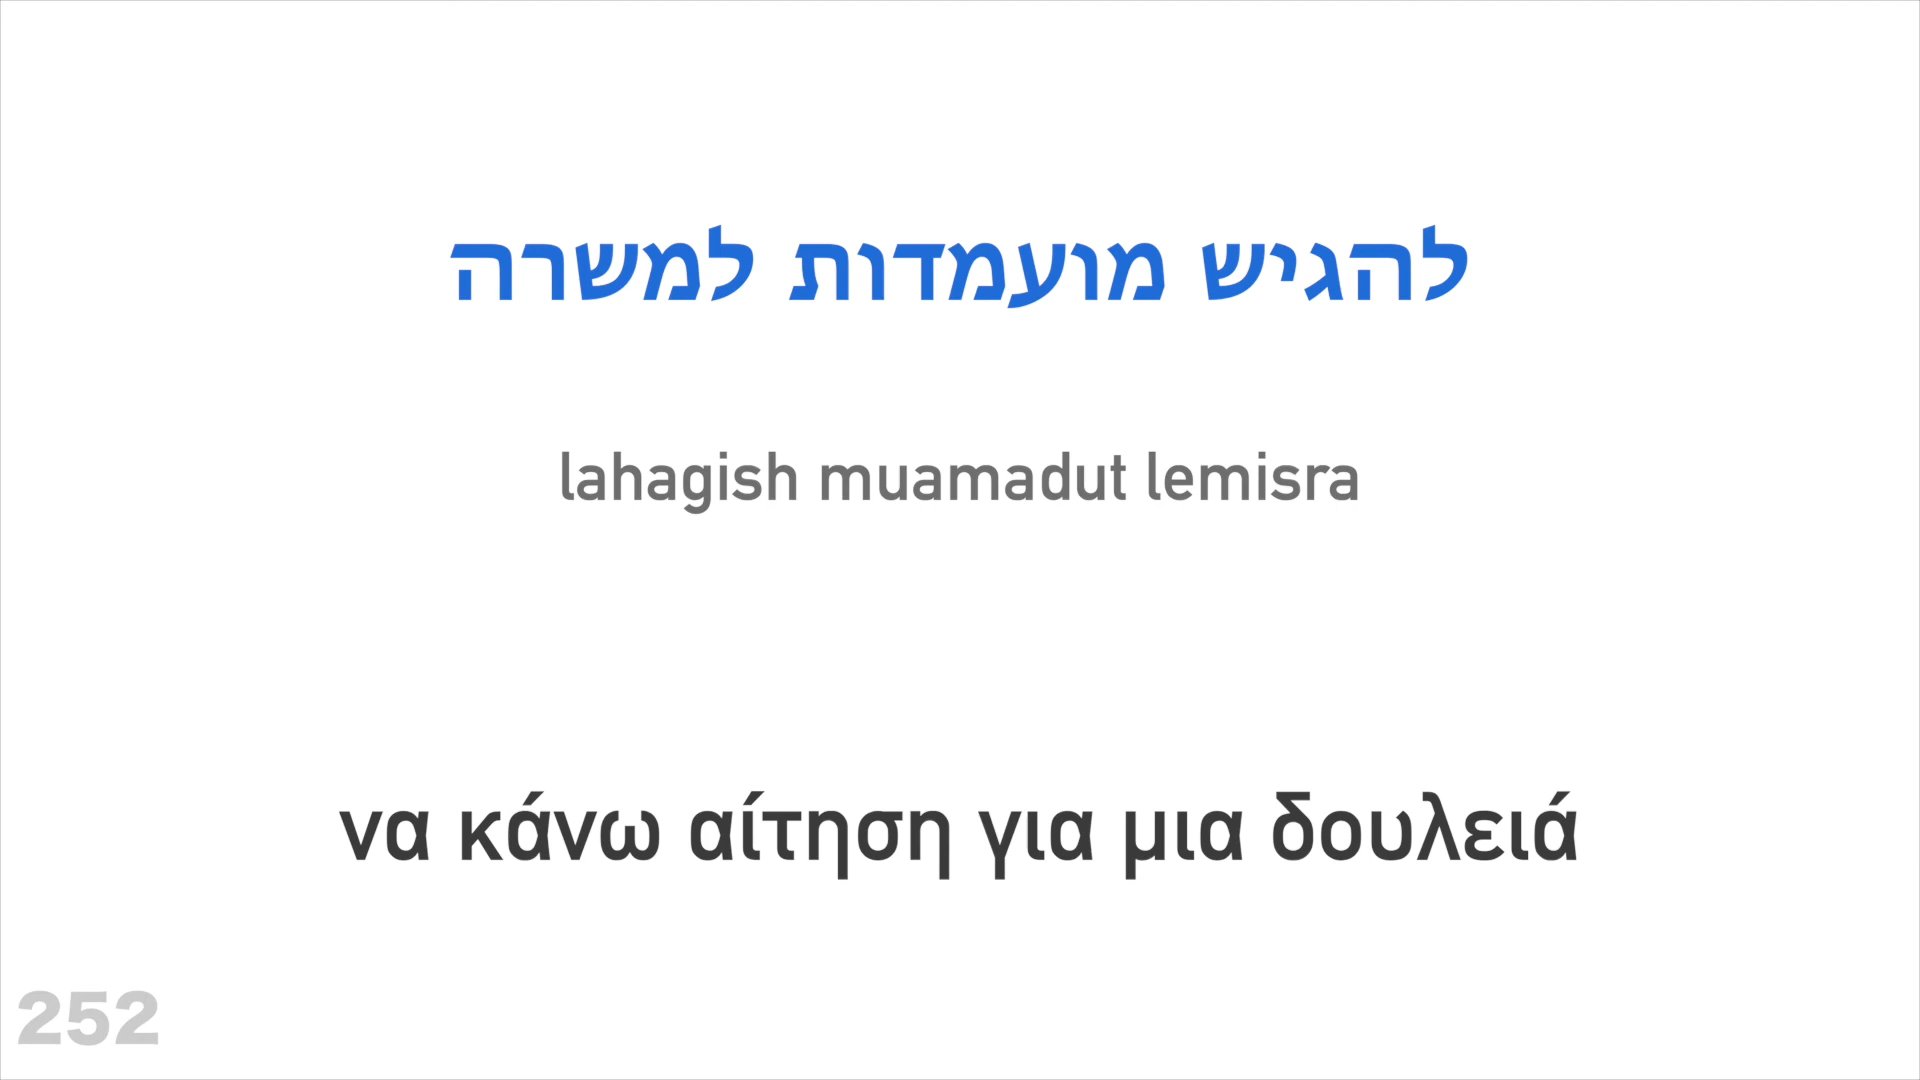 להגיש מועמדות למשרה
lahagish muamadut lemisra
να κάνω αίτηση για μια δουλειά
252